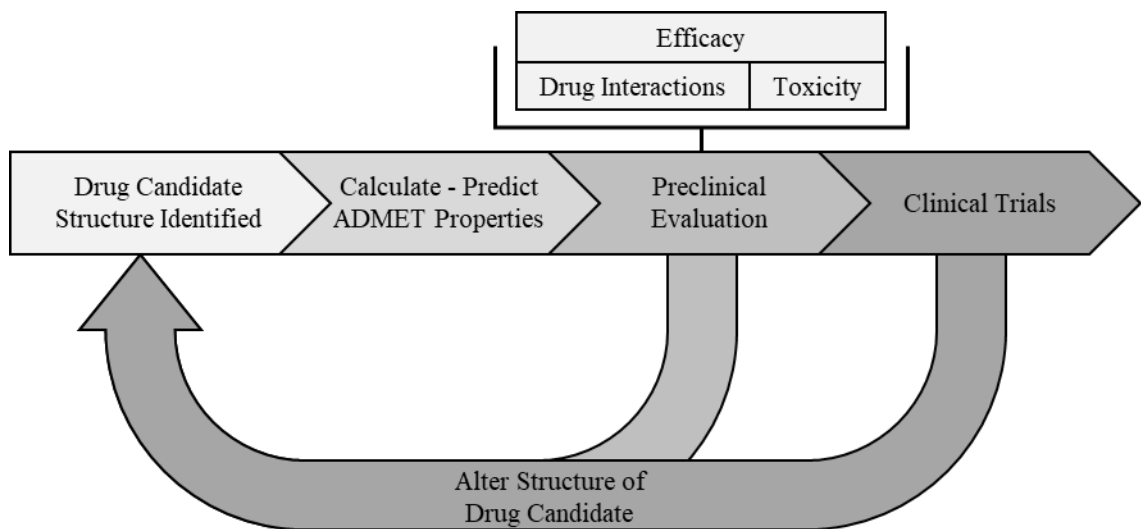 Efficacy
Drug Interactions
Toxicity
Drug Candidate
Structure Identified
Calculate - Predict
ADMET Properties
Preclinical
Evaluation
Clinical Trials
Alter Structure of
Drug Candidate